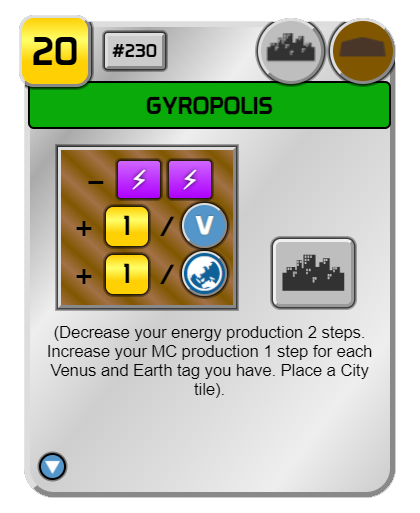 20
#230
GYROPOLIS
–
+ 1 / V
+ 1 /
(Decrease your energy production 2 steps.
Increase your MC production 1 step for each
Venus and Earth tag you have. Place a City
tile).